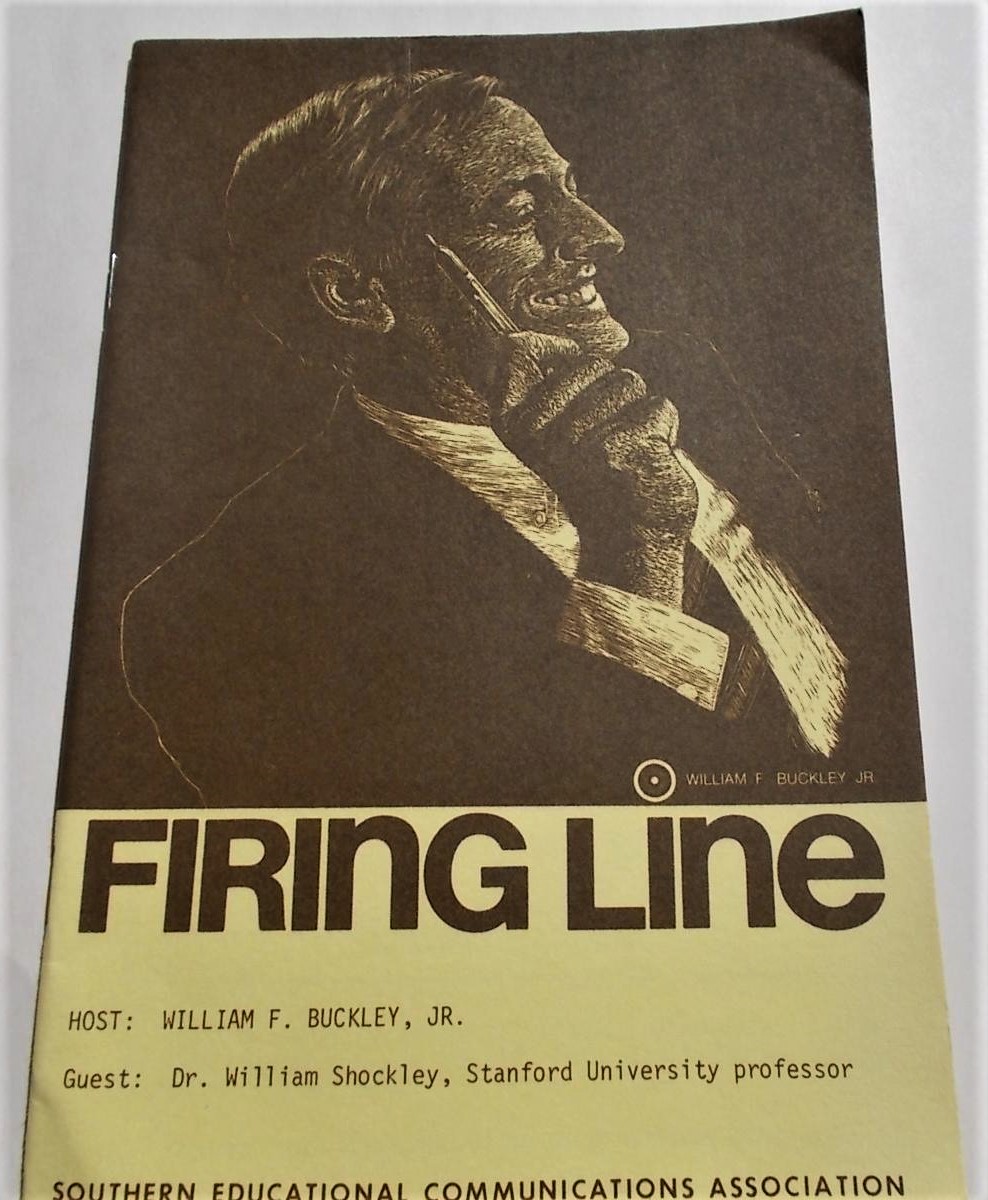 WILLIAM F BUCKLEY JR
FIRING LINE
HOST: WILLIAM F. BUCKLEY, JR.
Guest: Dr. William Shockley, Stanford University professor
SOUTHERN EDUCATIONAL COMMUNICATIONS ASSOCIATION